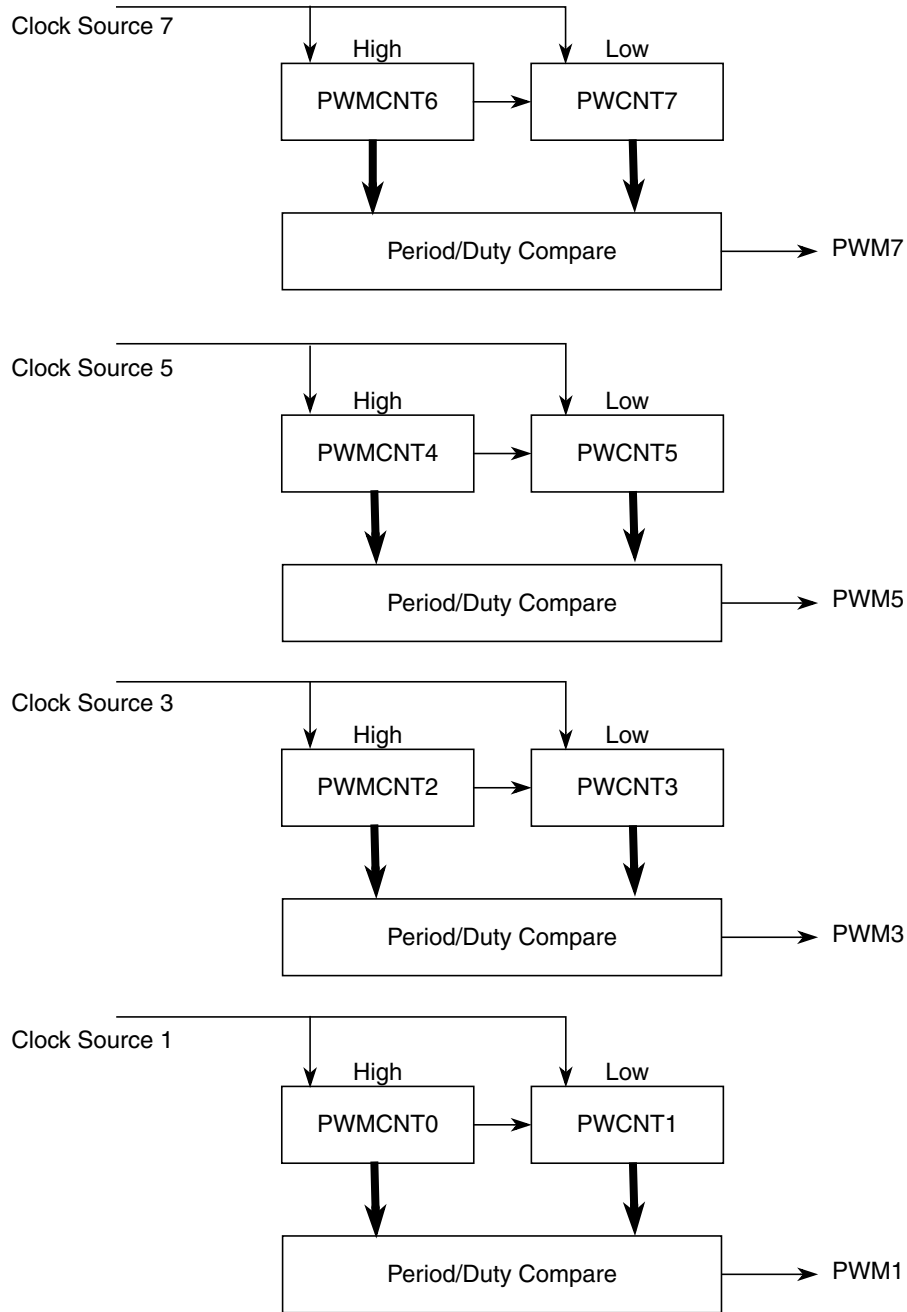 Clock Source 7
High
Low
PWMCNT6
PWCNT7
Period/Duty Compare
PWM7
Clock Source 5
High
Low
PWMCNT4
PWCNT5
Period/Duty Compare
PWM5
Clock Source 3
High
Low
PWMCNT2
PWCNT3
Period/Duty Compare
PWM3
Clock Source 1
High
Low
PWMCNT0
PWCNT1
Period/Duty Compare
PWM1